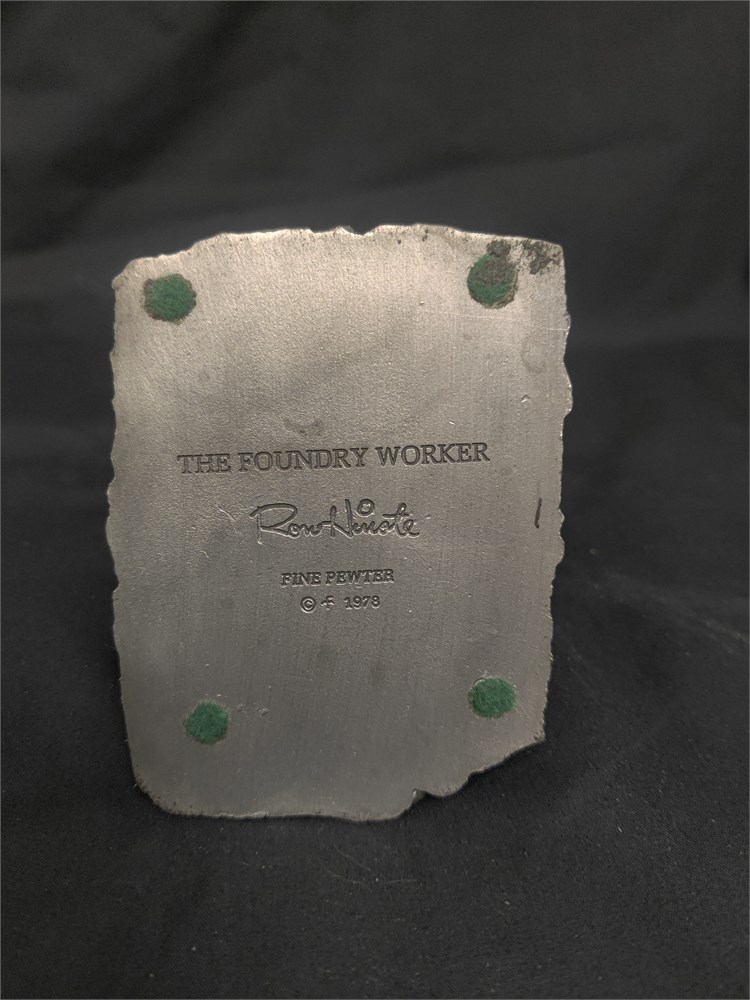 THE FOUNDRY WORKER
Ron Hinote
FINE PEWTER
© 1978